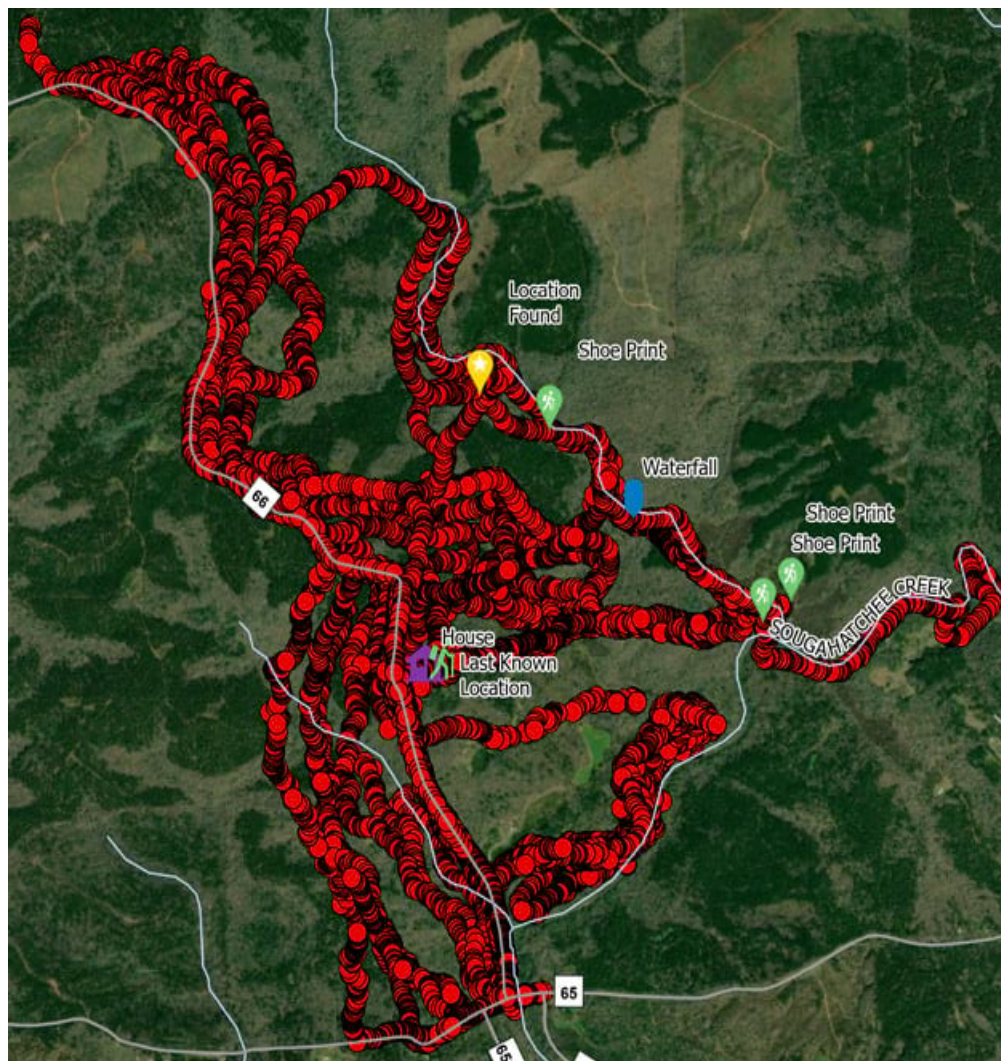 Location
Found
Shoe Print
Waterfall
66
Shoe Print
Shoe Print
SOUGAHATCHEE CREEK
House
Last Known
Location
65
65